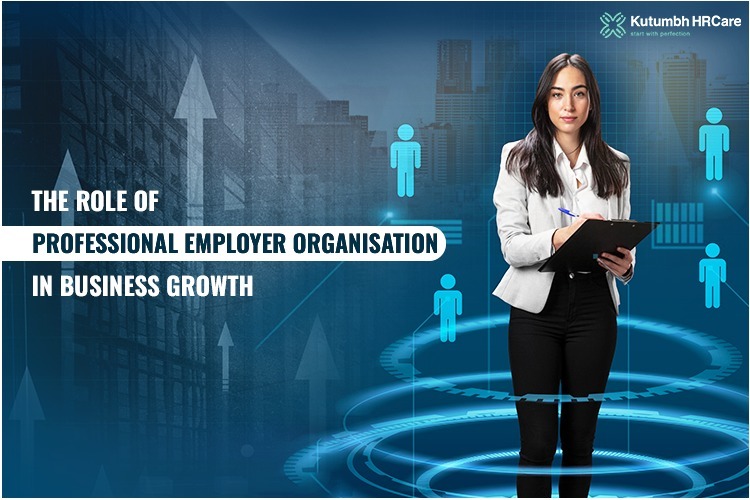 Kutumbh HRCare
start with perfection
THE ROLE OF
PROFESSIONAL EMPLOYER ORGANISATION
IN BUSINESS GROWTH